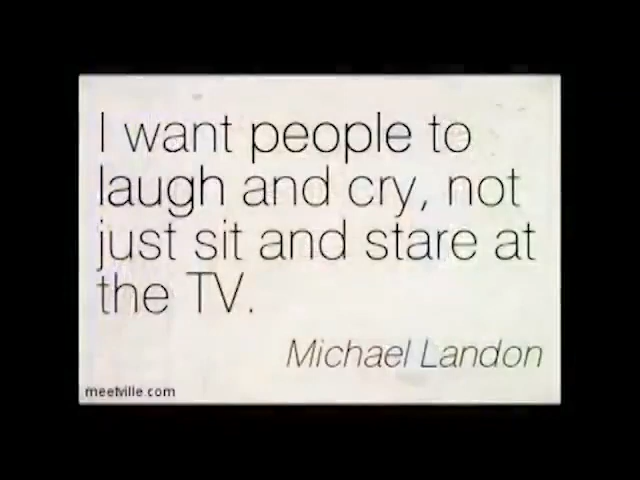 I want people to
laugh and cry, not
just sit and stare at
the TV.
Michael Landon
meetville.com